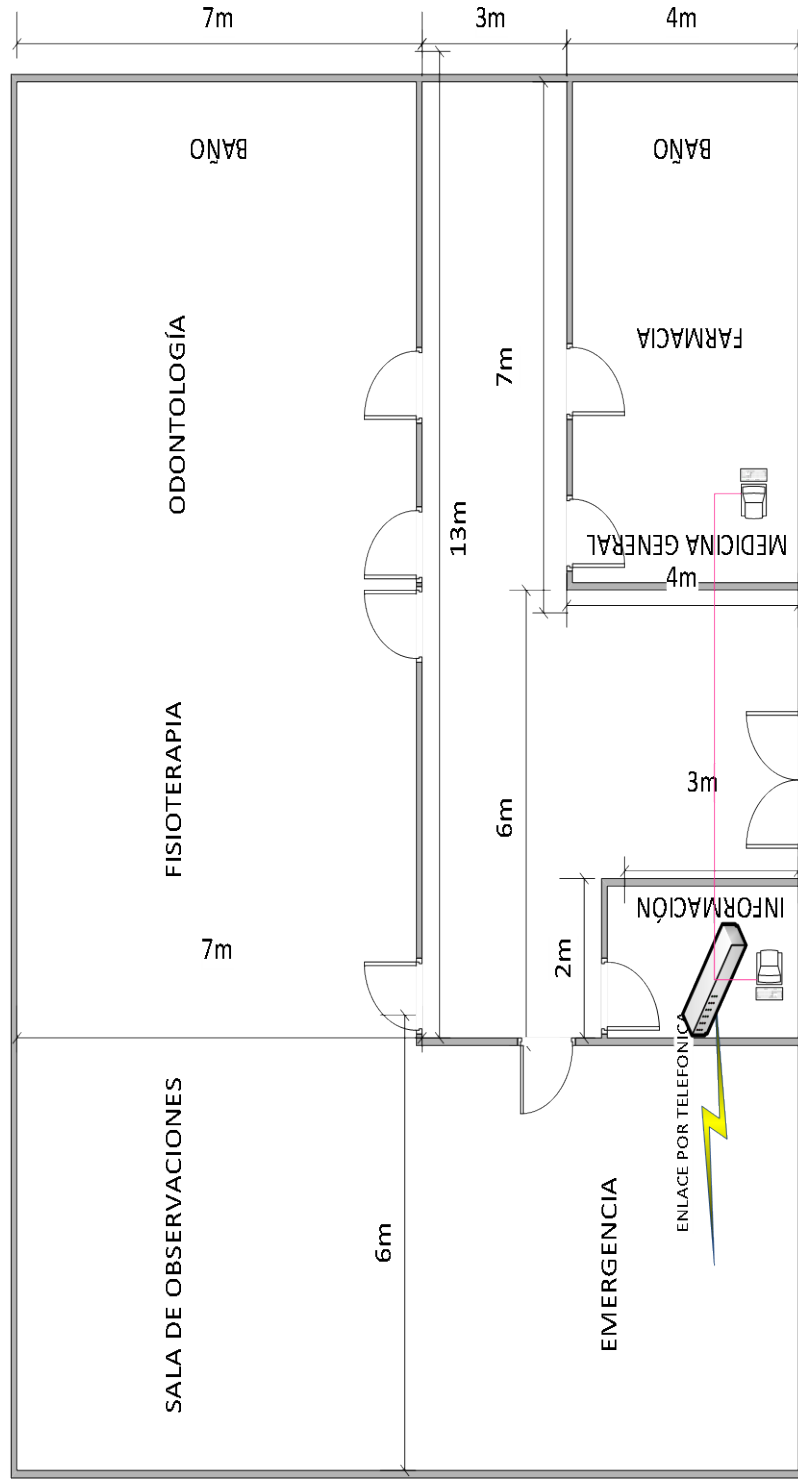 7m
3m
4m
BAÑO
BAÑO
ODONTOLOGÍA
FARMACIA
7m
13m
MEDICINA GENERAL
4m
FISIOTERAPIA
6m
3m
INFORMACIÓN
7m
2m
ENLACE POR TELEFONICA
SALA DE OBSERVACIONES
6m
EMERGENCIA